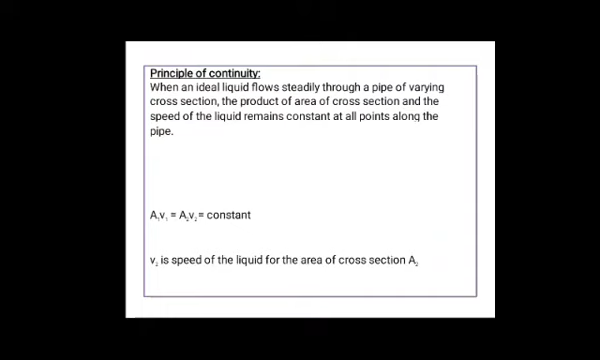 Principle of continuity:
When an ideal liquid flows steadily through a pipe of varying
cross section, the product of area of cross section and the
speed of the liquid remains constant at all points along the
pipe.
A₁v₁ = A₂v₂ = constant
v₂ is speed of the liquid for the area of cross section A₂